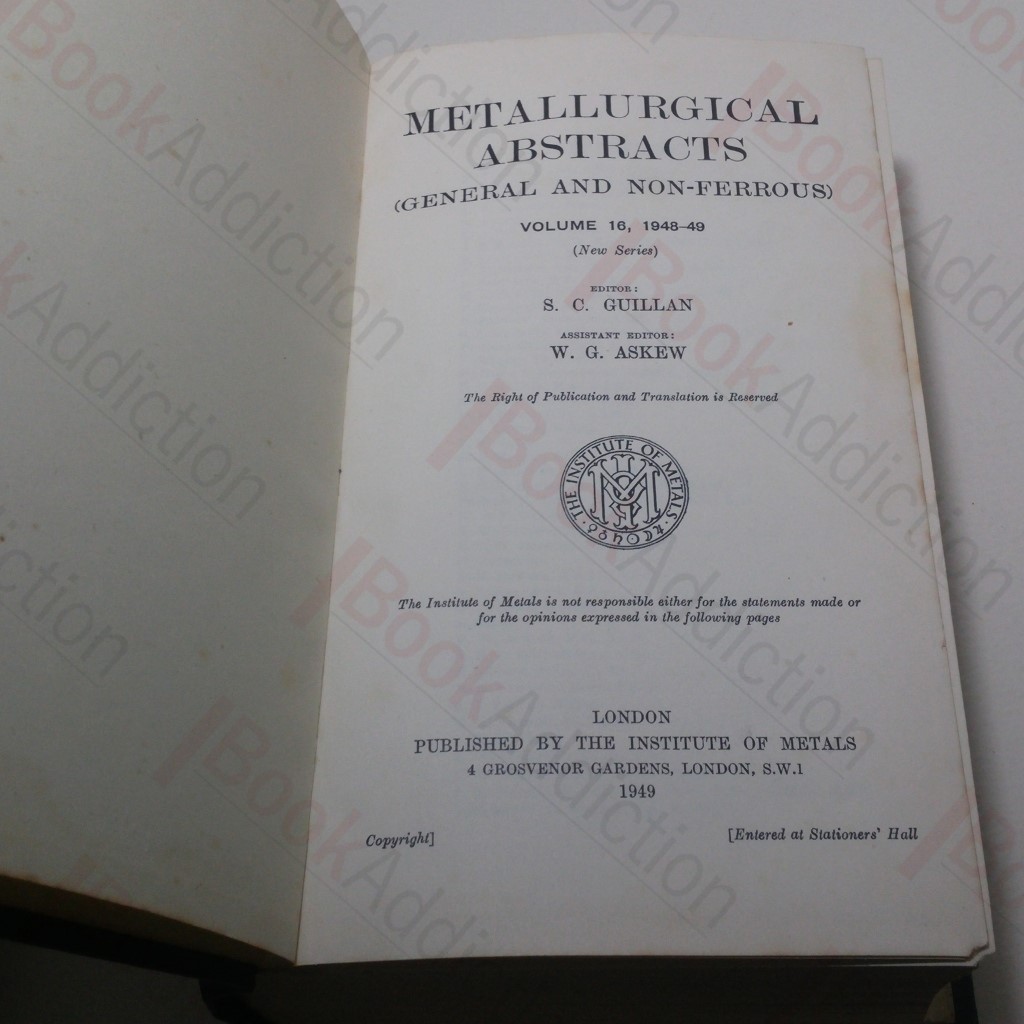 METALLURGICAL
ABSTRACTS
(GENERAL AND NON-FERROUS)
VOLUME 16, 1948–49
(New Series)
EDITOR:
S. C. GUILLAN
ASSISTANT EDITOR:
W. G. ASKEW
The Right of Publication and Translation is Reserved
THE INSTITUTE OF METALS
The Institute of Metals is not responsible either for the statements made or
for the opinions expressed in the following pages
LONDON
PUBLISHED BY THE INSTITUTE OF METALS
4 GROSVENOR GARDENS, LONDON, S.W.1
1949
Copyright]
[Entered at Stationers' Hall
BookAddiction